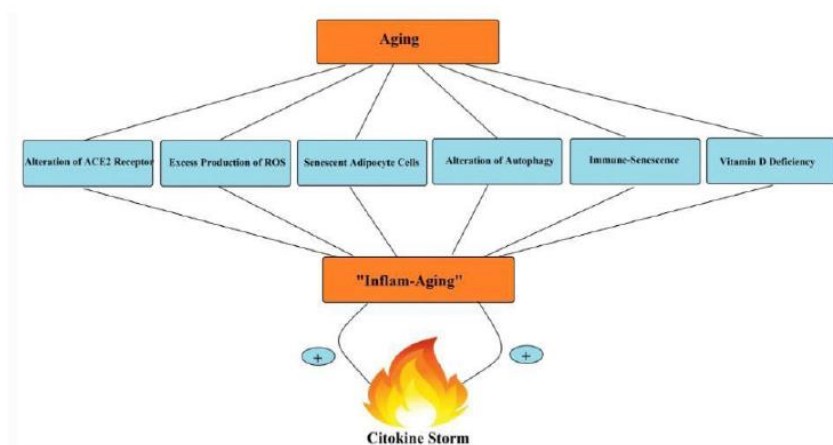 Aging
Alteration of ACE2 Receptor
Excess Production of ROS
Senescent Adipocyte Cells
Alteration of Autophagy
Immune-Senescence
Vitamin D Deficiency
"Inflam-Aging"
+
+
Citokine Storm